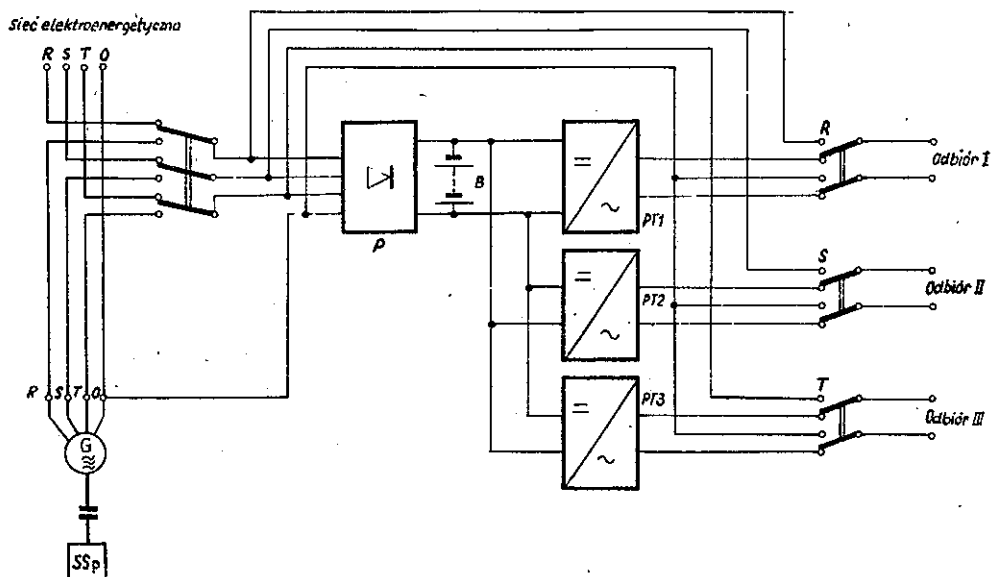 Sieć elektroenergetyczna
R S T 0
R
Odbiór I
B
P
PT1
S
Odbiór II
PT2
R S T 0
T
PT3
Odbiór III
G
SSp